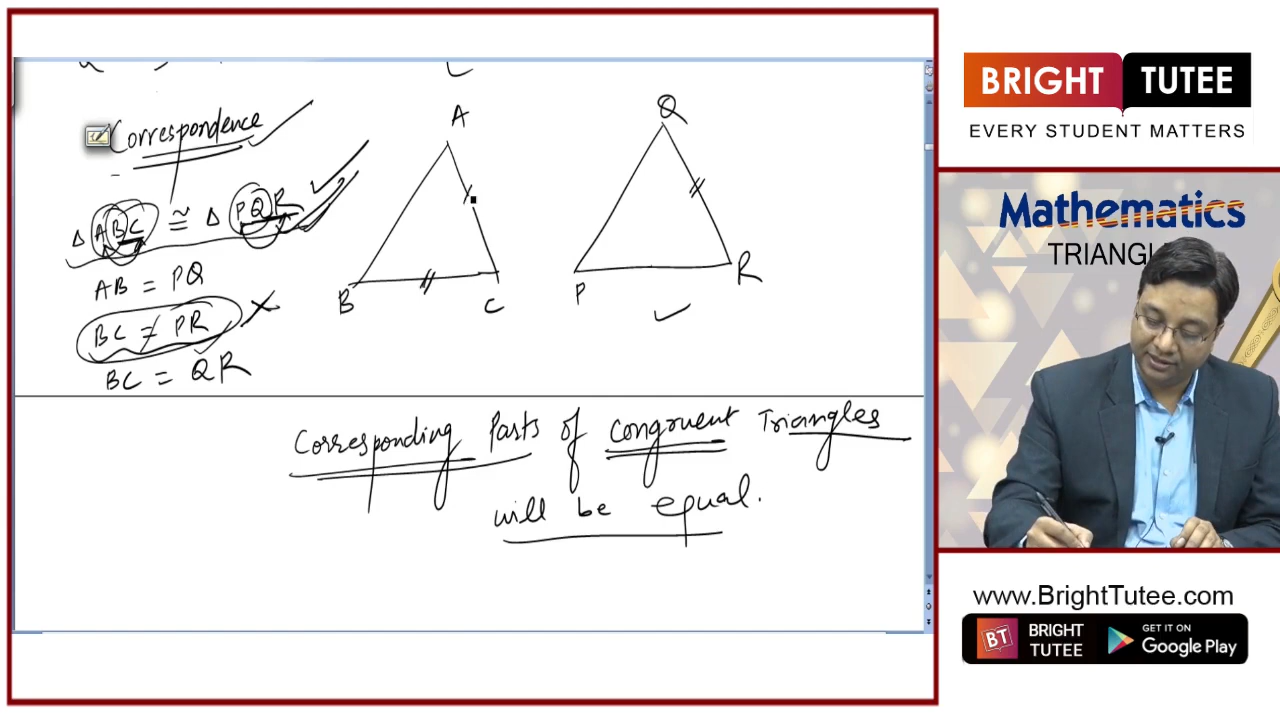 Correspondence
Δ ABC ≅ Δ PQR
AB = PQ
BC ≠ PR
BC = QR
A
B
C
Q
P
R
Corresponding Parts of congruent Triangles
will be equal.
BRIGHT TUTEE
EVERY STUDENT MATTERS
Mathematics
TRIANGL
www.BrightTutee.com
BT
BRIGHT
TUTEE
GET IT ON
Google Play